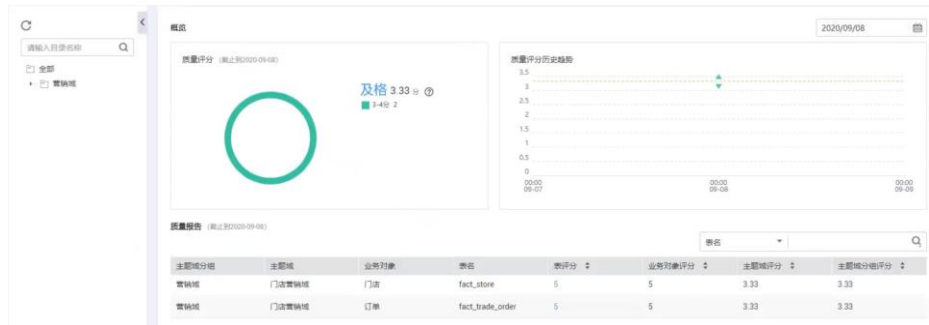 概览
2020/09/08
请输入目录名称
全部
营销域
质量评分 (截止到2020-09-08)
及格 3.33 分
3-4分 2
质量评分历史趋势
3.5
3
2.5
2
1.5
1
0.5
0
00:00 00:00 00:00
09-07 09-08 09-09
质量报告 (截止到2020-09-08)
表名
主题域分组 主题域 业务对象 表名 表评分 业务对象评分 主题域评分 主题域分组评分
营销域 门店营销域 门店 fact_store 5 5 3.33 3.33
营销域 门店营销域 订单 fact_trade_order 5 5 3.33 3.33